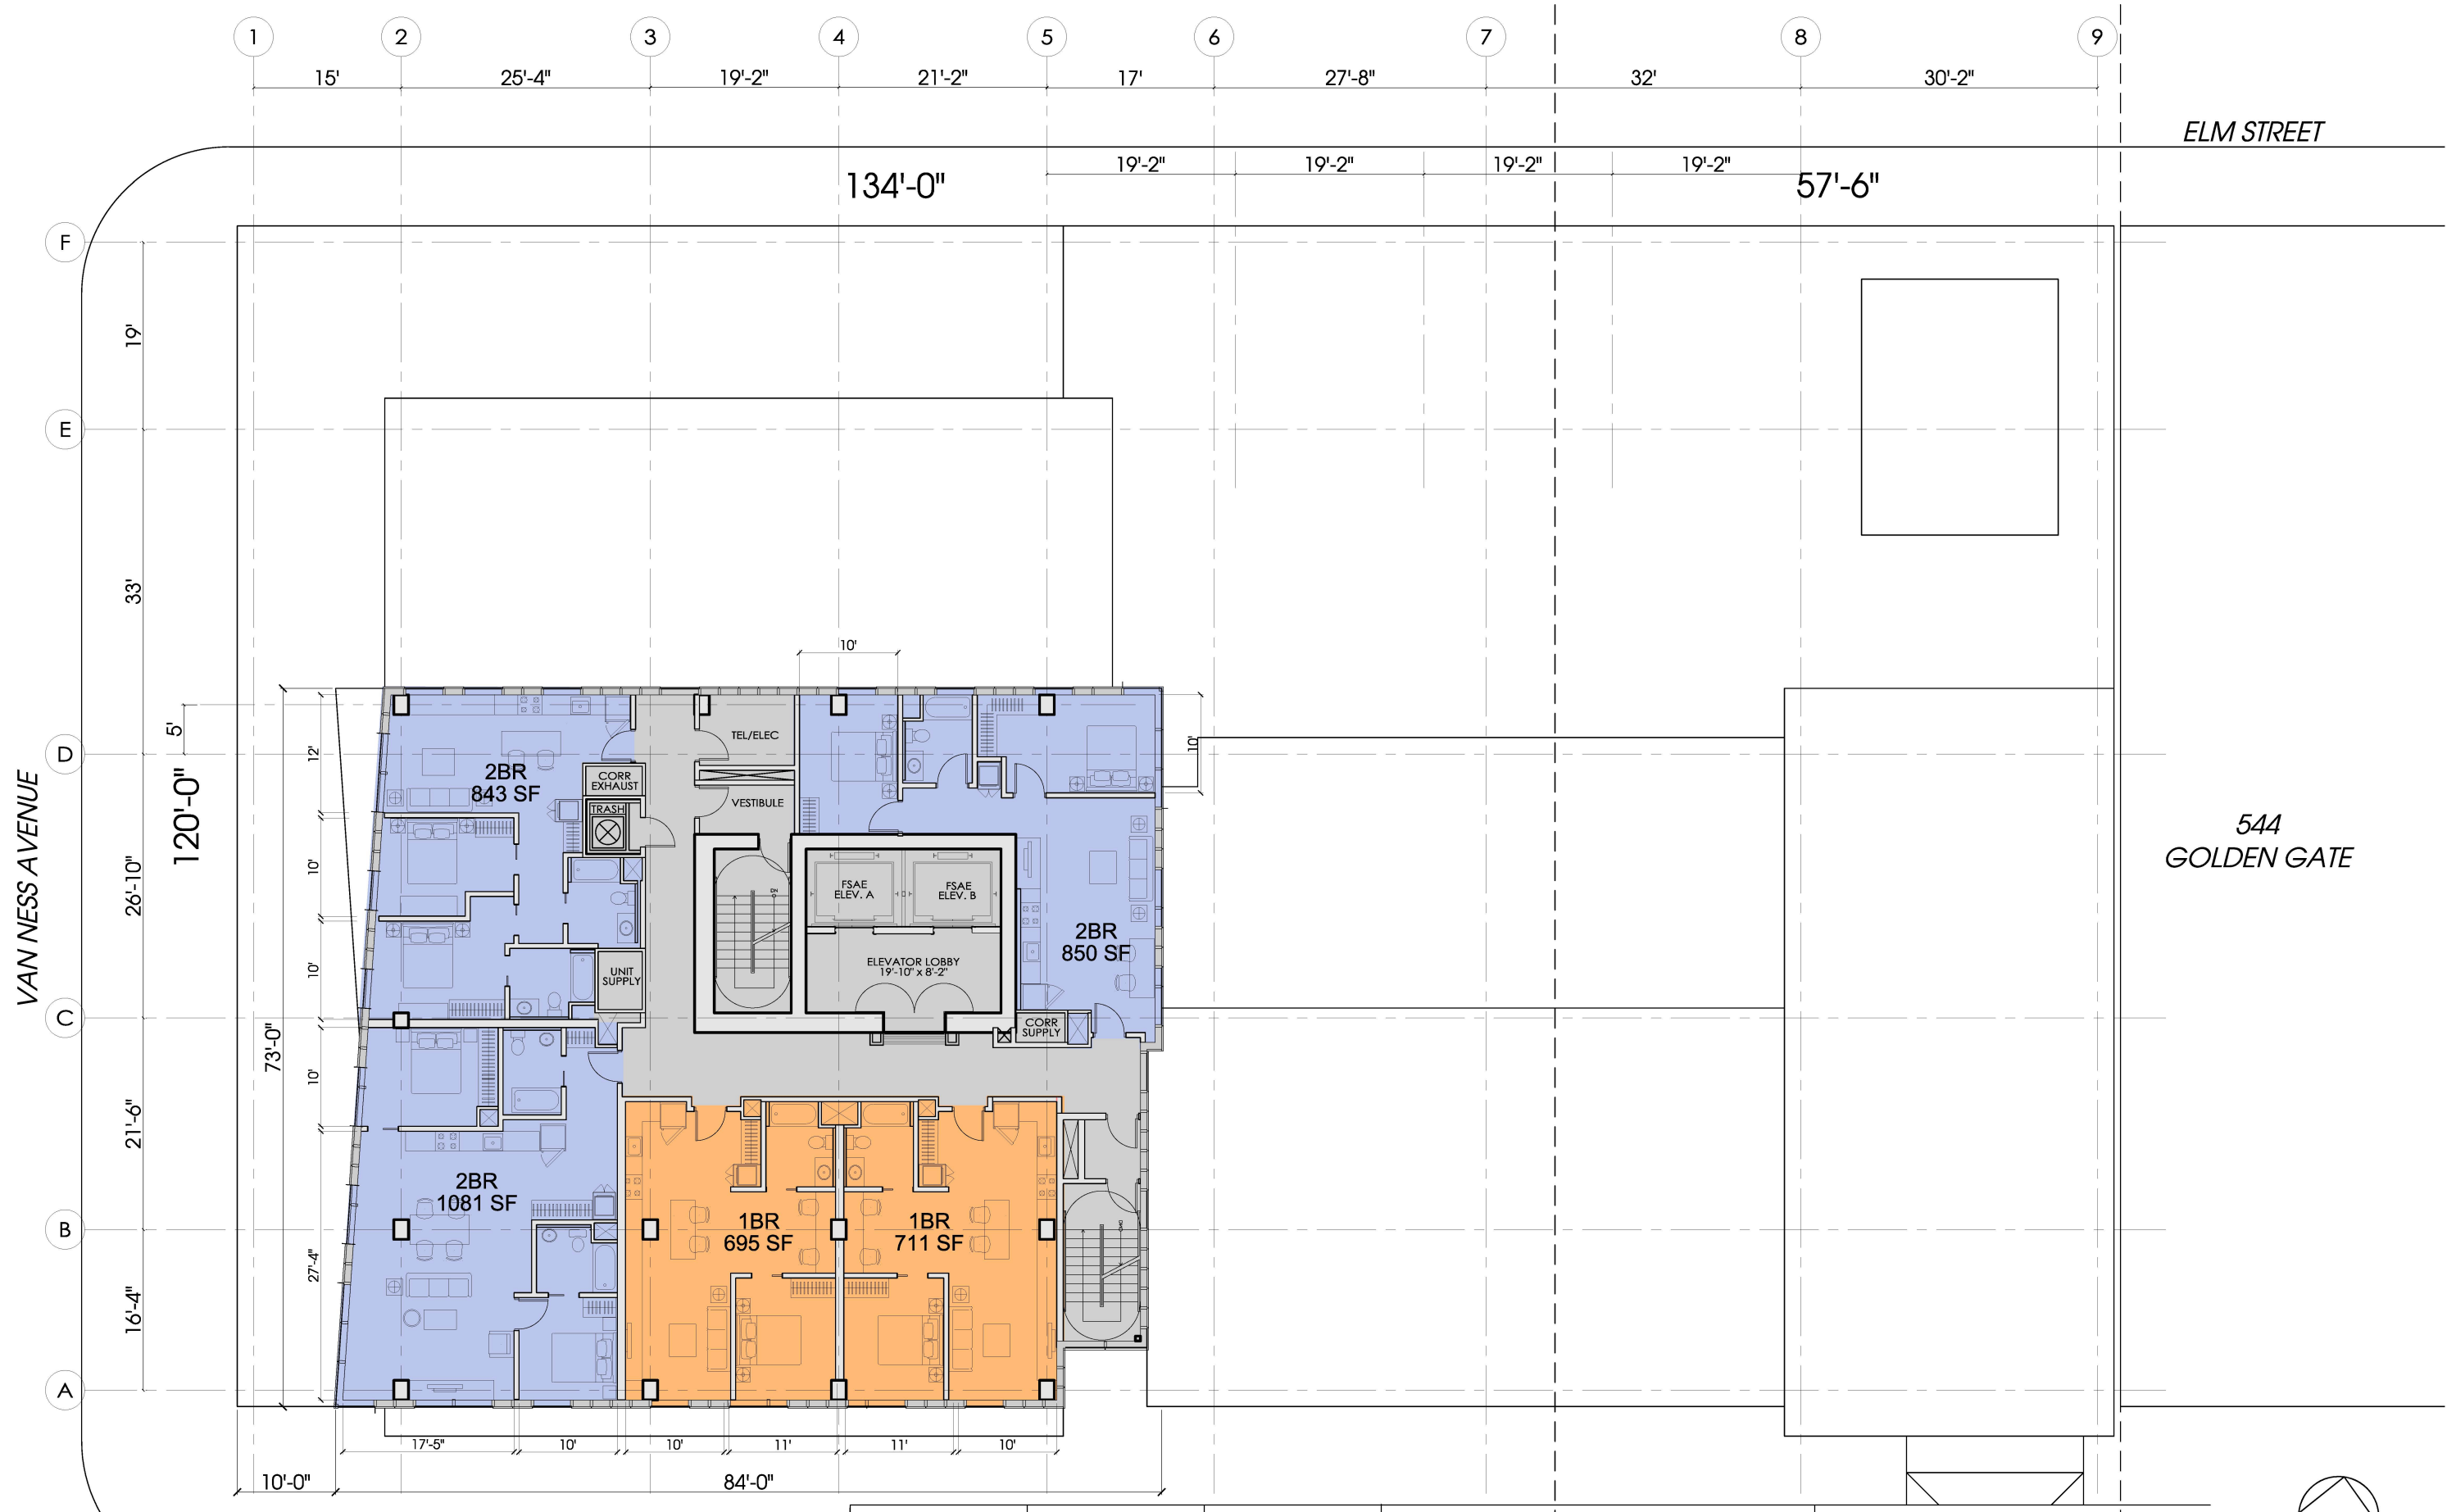 1 2 3 4 5 6 7 8 9
15' 25'-4" 19'-2" 21'-2" 17' 27'-8" 32' 30'-2"
ELM STREET
19'-2" 19'-2" 19'-2" 19'-2"
134'-0" 57'-6"
F
19'
E
33'
10'
5'
D
12'
10'
TEL/ELEC
2BR
843 SF
CORR
EXHAUST
TRASH
VESTIBULE
VAN NESS AVENUE
120'-0"
544
GOLDEN GATE
26'-10"
10'
FSAE
ELEV. A
FSAE
ELEV. B
DN
2BR
850 SF
10'
UNIT
SUPPLY
ELEVATOR LOBBY
19'-10" x 8'-2"
C
CORR
SUPPLY
73'-0"
10'
21'-6"
2BR
1081 SF
1BR
695 SF
1BR
711 SF
B
27'-4"
16'-4"
A
17'-5" 10' 10' 11' 11' 10'
10'-0" 84'-0"